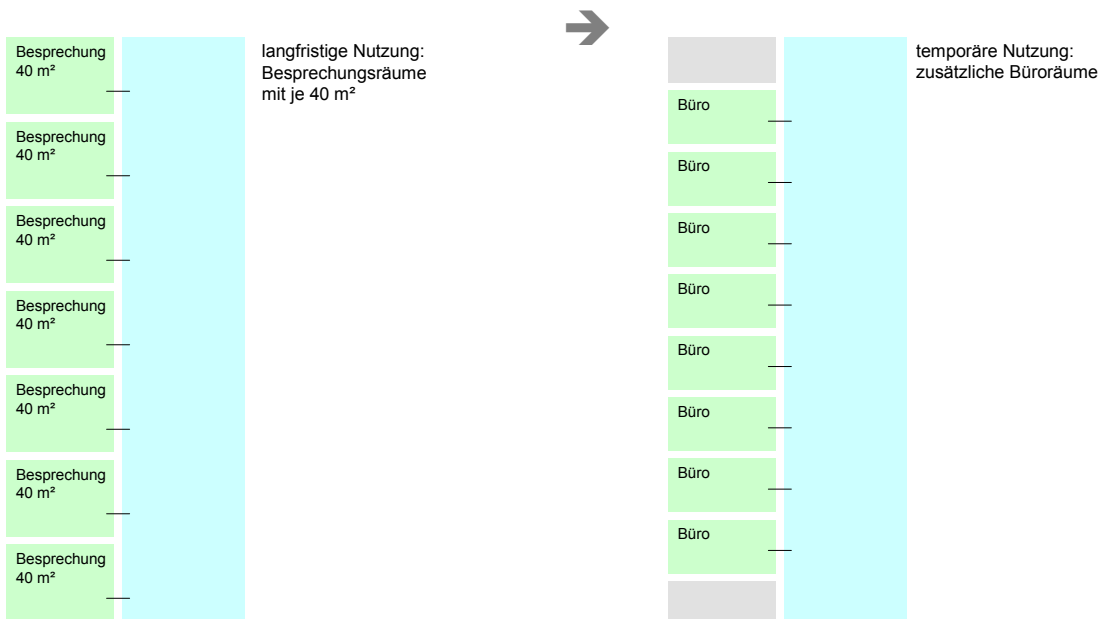 Besprechung
40 m²
Besprechung
40 m²
Besprechung
40 m²
Besprechung
40 m²
Besprechung
40 m²
Besprechung
40 m²
Besprechung
40 m²
langfristige Nutzung:
Besprechungsräume
mit je 40 m²
Büro
Büro
Büro
Büro
Büro
Büro
Büro
Büro
temporäre Nutzung:
zusätzliche Büroräume